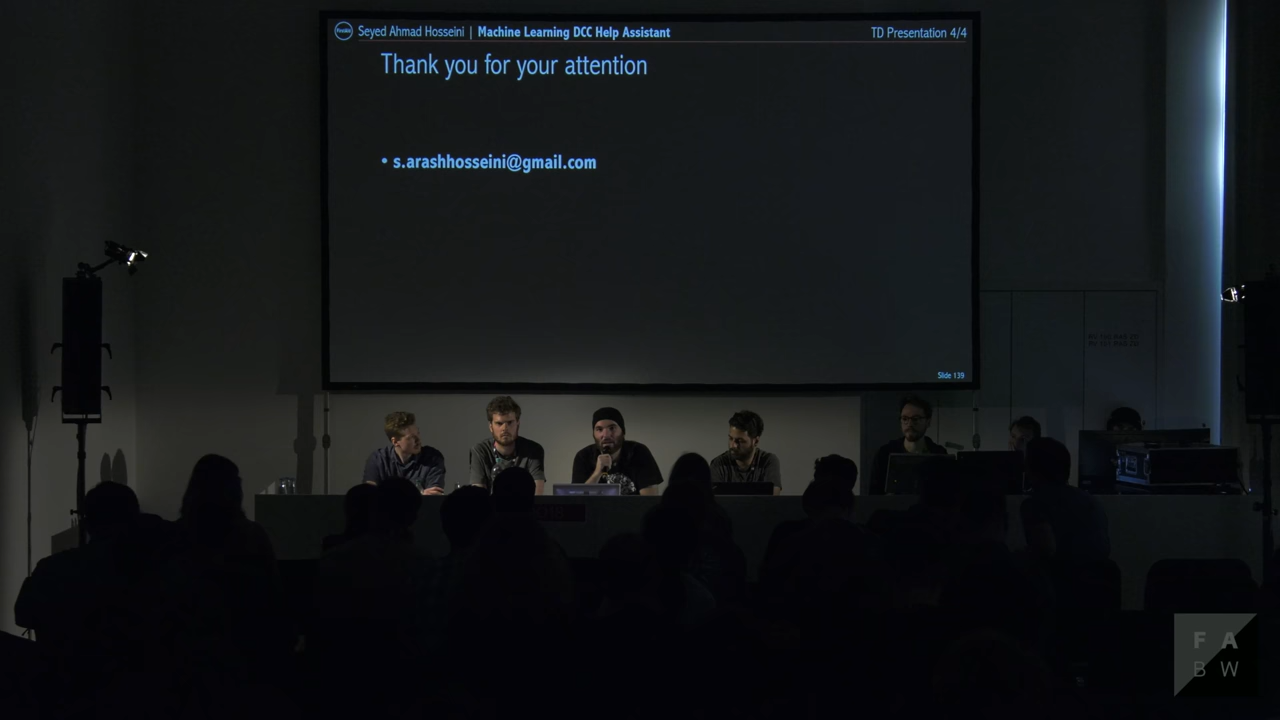 Seyed Ahmad Hosseini | Machine Learning DCC Help Assistant
TD Presentation 4/4
Thank you for your attention
• s.arashhosseini@gmail.com
Slide 139
F A
B W